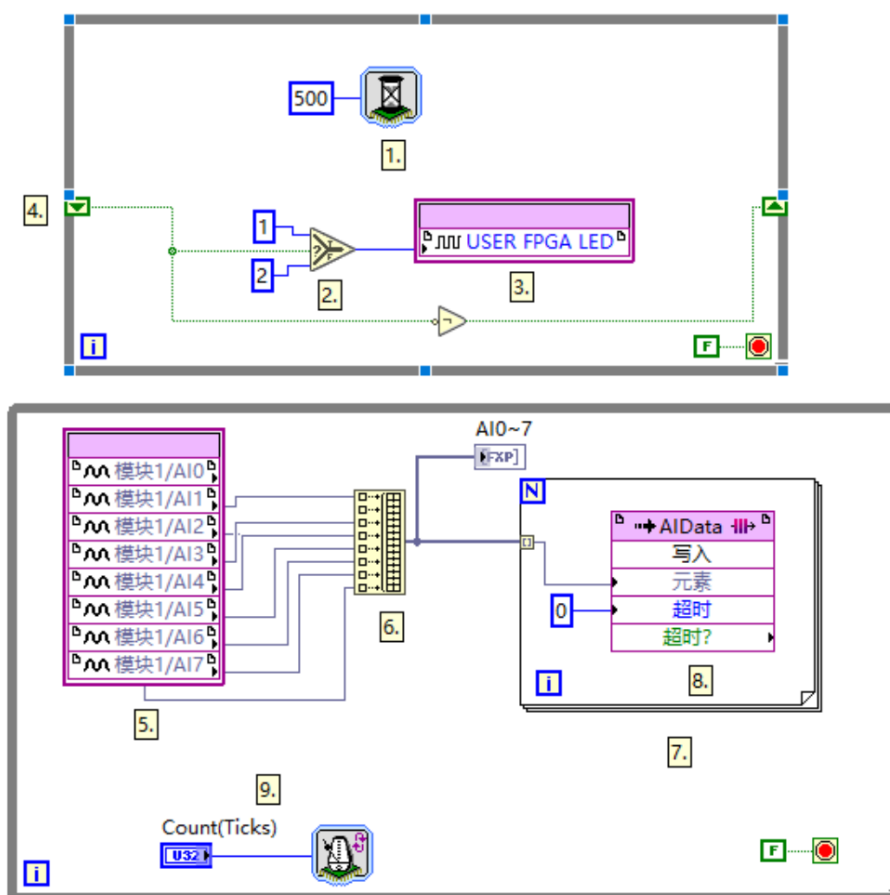 500
1.
4.
1
USER FPGA LED
2
2.
3.
i
F
AI0~7
FXP]
模块1/AI0
模块1/AI1
模块1/AI2
模块1/AI3
模块1/AI4
模块1/AI5
模块1/AI6
模块1/AI7
N
AIData
写入
元素
0
超时
超时?
6.
i
8.
5.
7.
9.
Count(Ticks)
U32
F
i